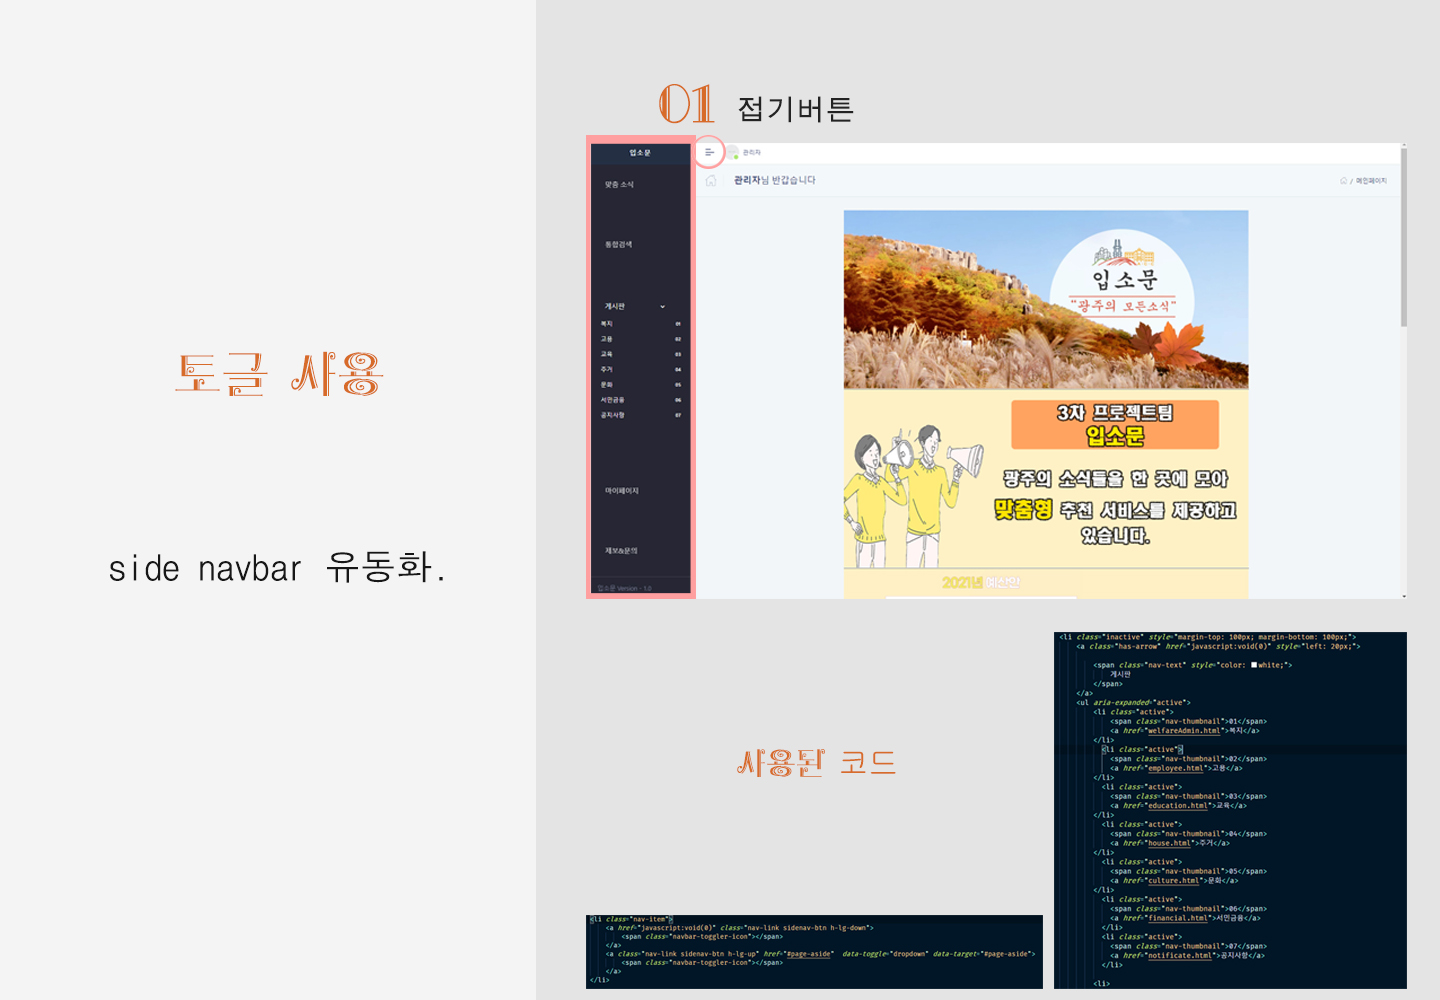 토글 사용
side navbar 유동화.
01 접기버튼
입소문
관리자
맞춤 소식
관리자님 반갑습니다
/ 메인페이지
통합검색
게시판
복지 01
고용 02
교육 03
주거 04
문화 05
서민금융 06
공지사항 07
마이페이지
제보&문의
입소문 Version - 1.0
입소문
"광주의 모든소식"
3차 프로젝트팀
입소문
광주의 소식들을 한 곳에 모아
맞춤형 추천 서비스를 제공하고
있습니다.
2021년 예산안
사용된 코드
<li class="nav-item">
<a href="javascript:void(0)" class="nav-link sidenav-btn h-lg-down">
<span class="navbar-toggler-icon"></span>
</a>
<a class="nav-link sidenav-btn h-lg-up" href="#page-aside" data-toggle="dropdown" data-target="#page-aside">
<span class="navbar-toggler-icon"></span>
</a>
</li>
<li class="inactive" style="margin-top: 100px; margin-bottom: 100px;">
<a class="has-arrow" href="javascript:void(0)" style="left: 20px;">
<span class="nav-text" style="color: white;">
게시판
</span>
</a>
<ul aria-expanded="active">
<li class="active">
<span class="nav-thumbnail">01</span>
<a href="welfareAdmin.html">복지</a>
</li>
<li class="active">
<span class="nav-thumbnail">02</span>
<a href="employee.html">고용</a>
</li>
<li class="active">
<span class="nav-thumbnail">03</span>
<a href="education.html">교육</a>
</li>
<li class="active">
<span class="nav-thumbnail">04</span>
<a href="house.html">주거</a>
</li>
<li class="active">
<span class="nav-thumbnail">05</span>
<a href="culture.html">문화</a>
</li>
<li class="active">
<span class="nav-thumbnail">06</span>
<a href="financial.html">서민금융</a>
</li>
<li class="active">
<span class="nav-thumbnail">07</span>
<a href="notificate.html">공지사항</a>
</li>
<li>